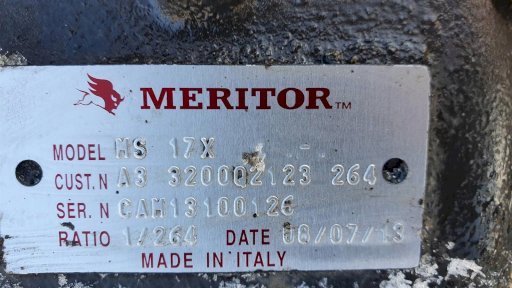 MERITOR™
MODEL MS 17X
CUST.N A3 3200Q2123 264
SER. N CAM13100126
RATIO 1/264 DATE 08/07/13
MADE IN ITALY